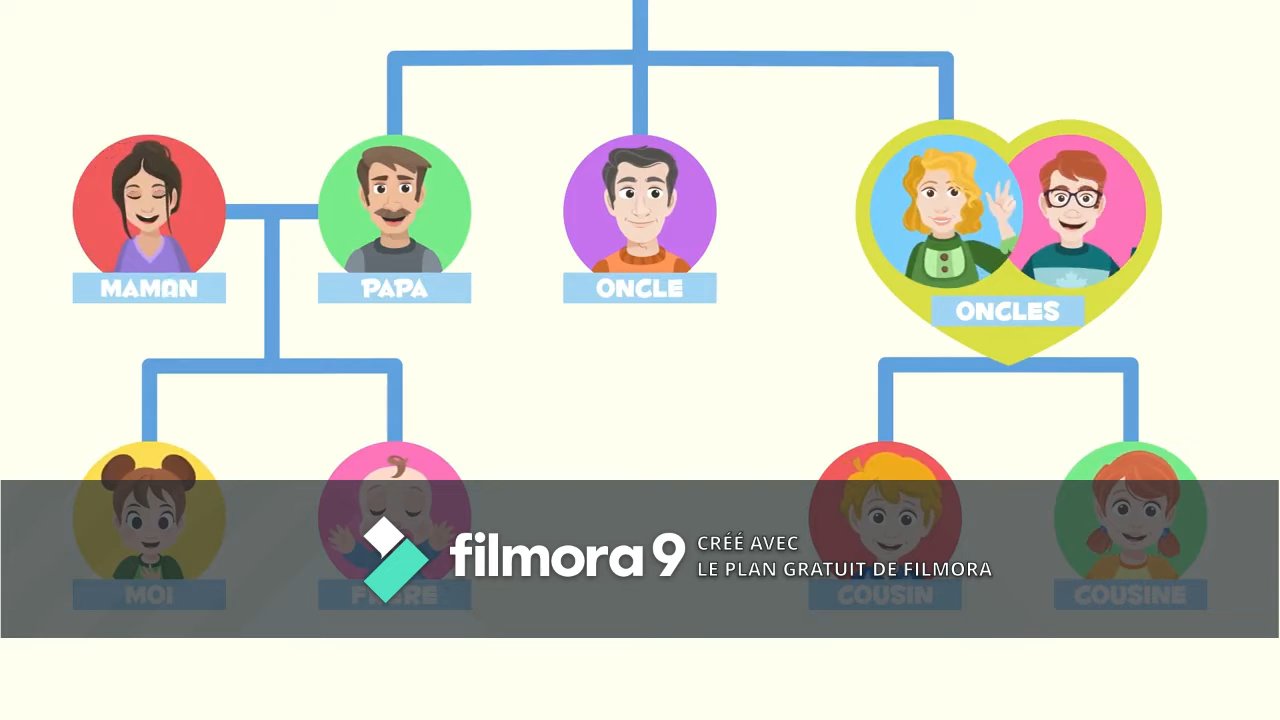 MAMAN
PAPA
ONCLE
ONCLES
filmora 9
CRÉÉ AVEC
LE PLAN GRATUIT DE FILMORA
MOI
FRÈRE
COUSIN
COUSINE